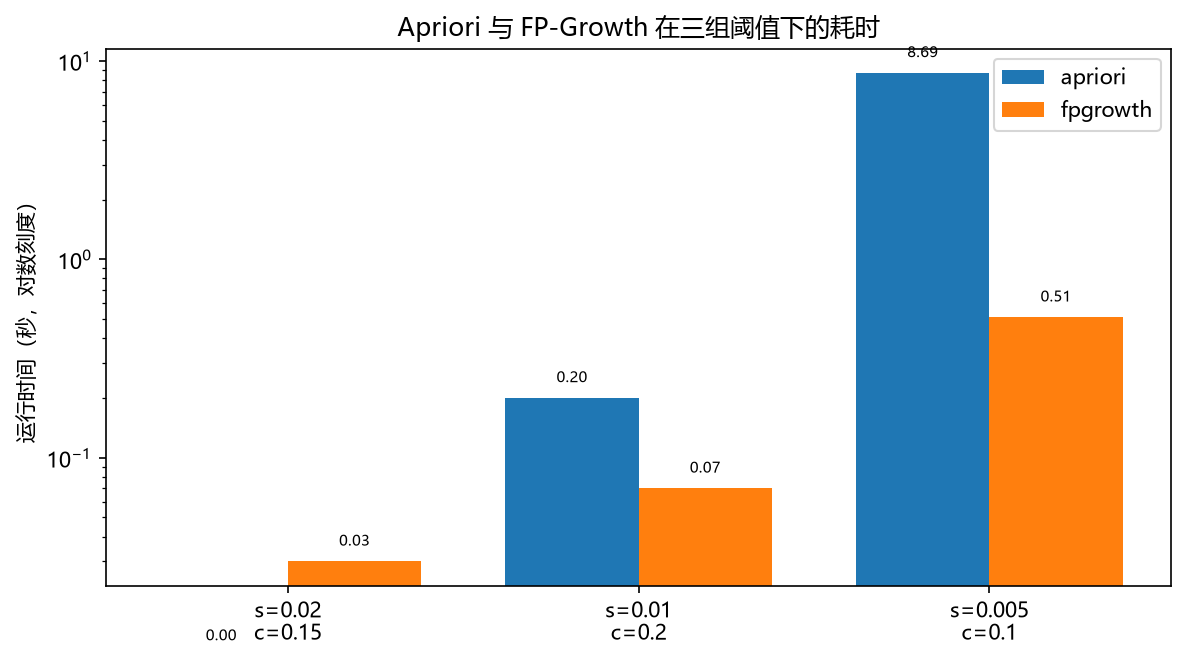 Apriori 与 FP-Growth 在三组阈值下的耗时
运行时间（秒，对数刻度）
10¹
10⁰
10⁻¹
8.69
0.51
0.20
0.07
0.03
0.00
apriori
fpgrowth
s=0.02
c=0.15
s=0.01
c=0.2
s=0.005
c=0.1